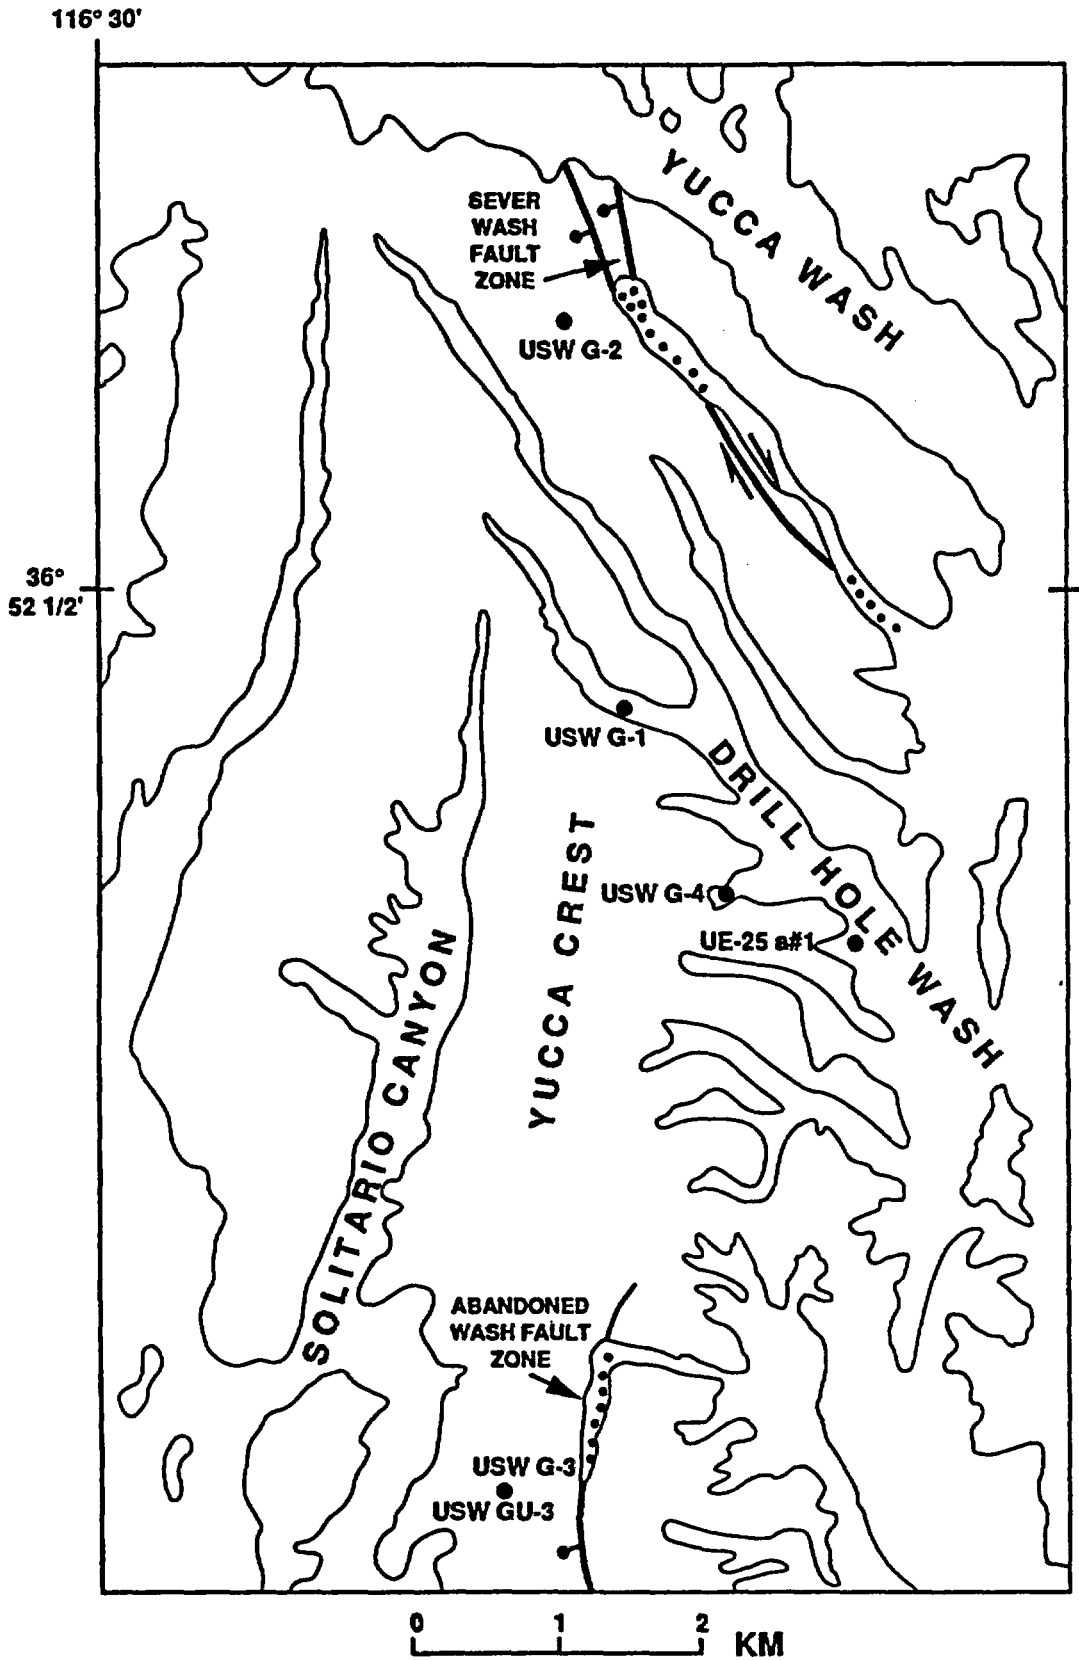 116° 30'
YUCCA WASH
SEVER
WASH
FAULT
ZONE
USW G-2
36°
52 1/2'
USW G-1
DRILL HOLE WASH
YUCCA CREST
USW G-4
UE-25 a#1
SOLITARIO CANYON
ABANDONED
WASH FAULT
ZONE
USW G-3
USW GU-3
0 1 2
KM